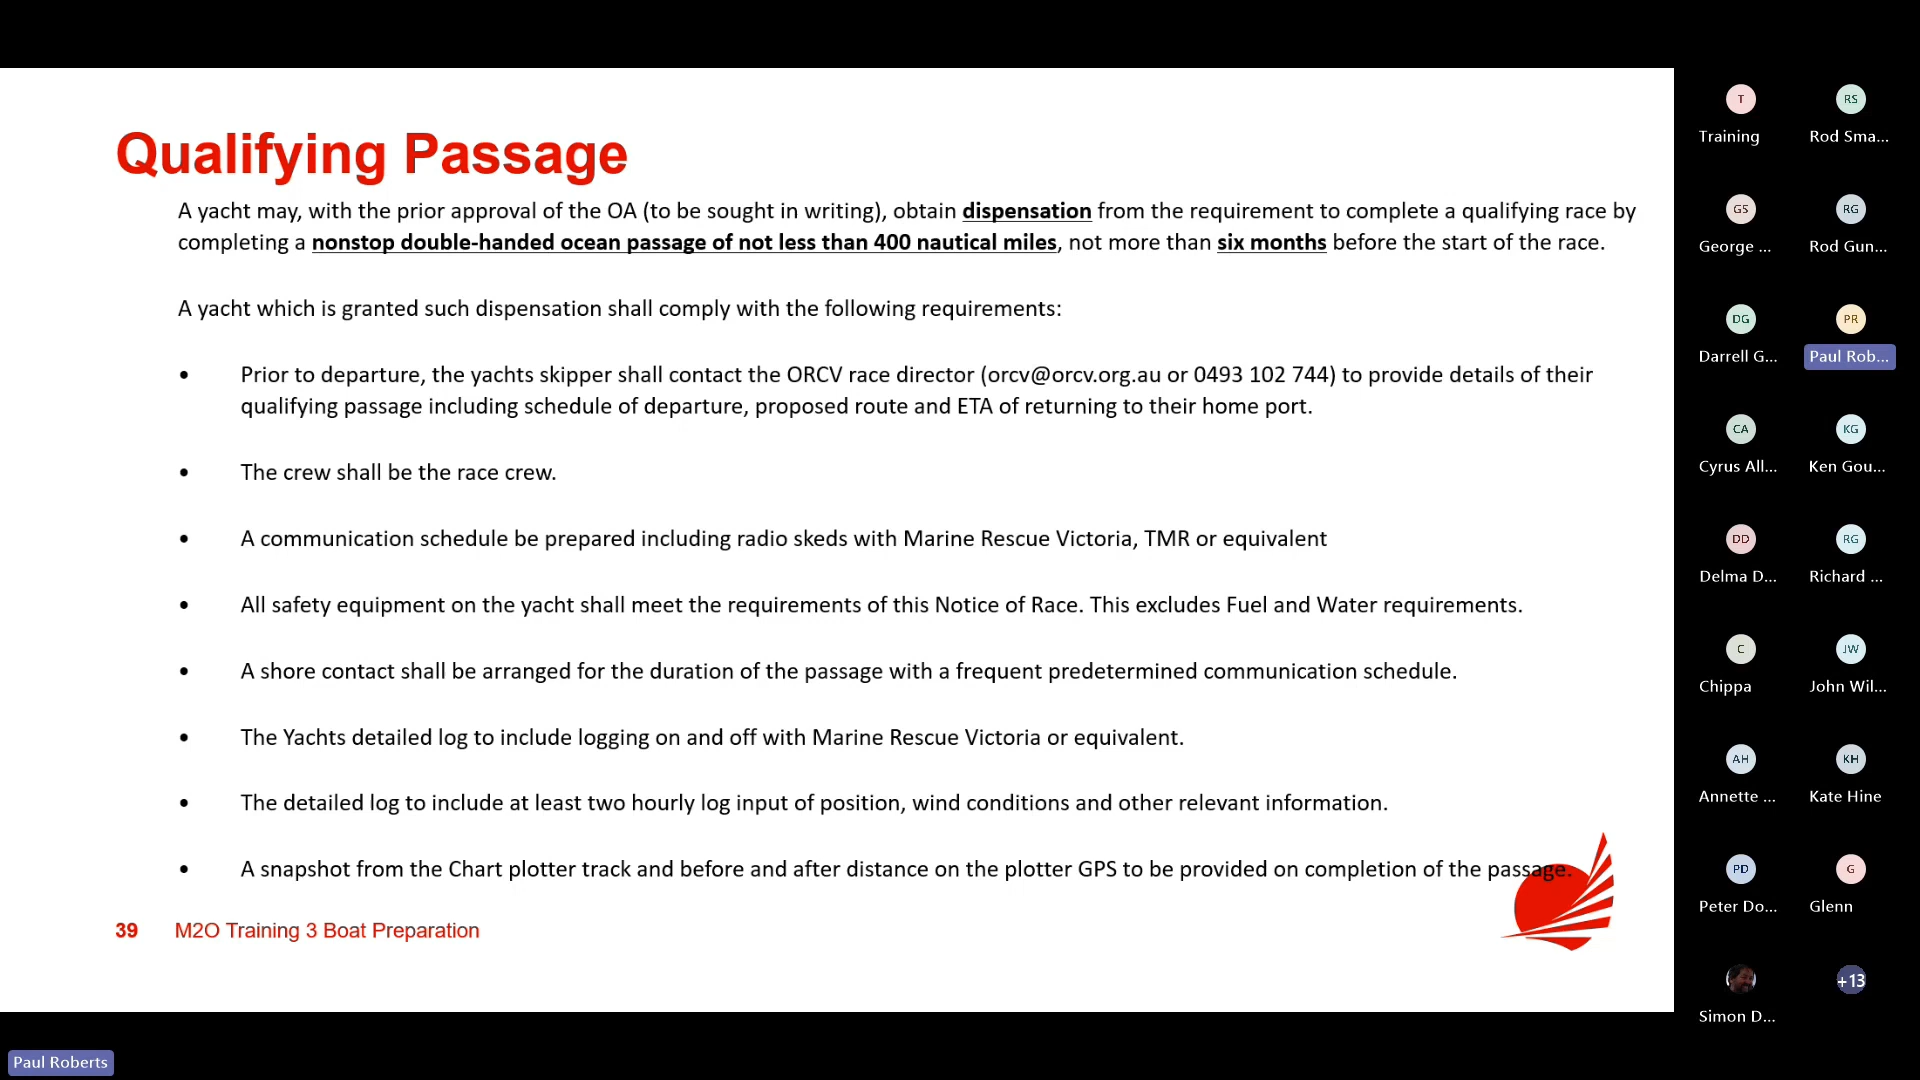 Qualifying Passage
A yacht may, with the prior approval of the OA (to be sought in writing), obtain dispensation from the requirement to complete a qualifying race by
completing a nonstop double-handed ocean passage of not less than 400 nautical miles, not more than six months before the start of the race.
A yacht which is granted such dispensation shall comply with the following requirements:
• Prior to departure, the yachts skipper shall contact the ORCV race director (orcv@orcv.org.au or 0493 102 744) to provide details of their
qualifying passage including schedule of departure, proposed route and ETA of returning to their home port.
• The crew shall be the race crew.
• A communication schedule be prepared including radio skeds with Marine Rescue Victoria, TMR or equivalent
• All safety equipment on the yacht shall meet the requirements of this Notice of Race. This excludes Fuel and Water requirements.
• A shore contact shall be arranged for the duration of the passage with a frequent predetermined communication schedule.
• The Yachts detailed log to include logging on and off with Marine Rescue Victoria or equivalent.
• The detailed log to include at least two hourly log input of position, wind conditions and other relevant information.
• A snapshot from the Chart plotter track and before and after distance on the plotter GPS to be provided on completion of the passage.
39 M2O Training 3 Boat Preparation
T RS
Training Rod Sma...
GS RG
George ... Rod Gun...
DG PR
Darrell G... Paul Rob...
CA KG
Cyrus All... Ken Gou...
DD RG
Delma D... Richard ...
C JW
Chippa John Wil...
AH KH
Annette ... Kate Hine
PD G
Peter Do... Glenn
+13
Simon D...
Paul Roberts